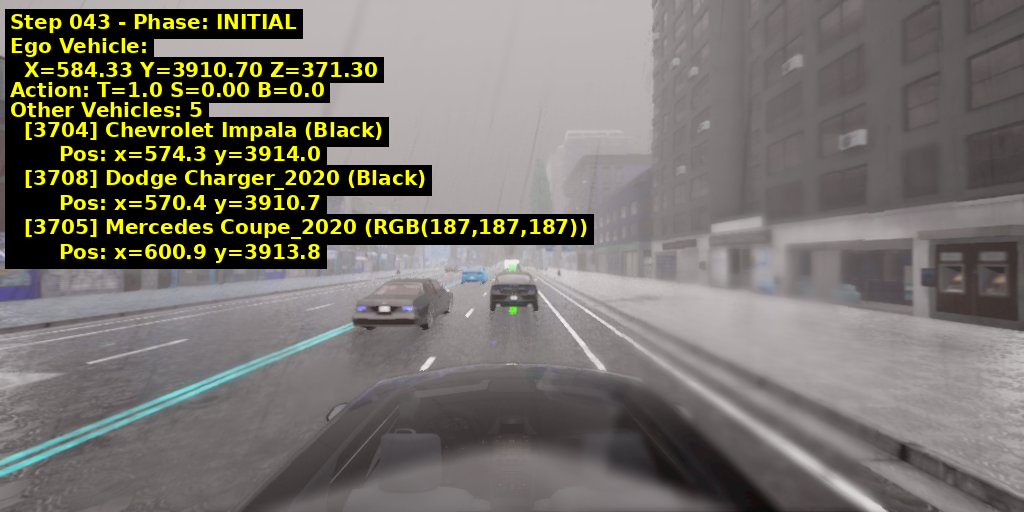 Step 043 - Phase: INITIAL
Ego Vehicle:
X=584.33 Y=3910.70 Z=371.30
Action: T=1.0 S=0.00 B=0.0
Other Vehicles: 5
[3704] Chevrolet Impala (Black)
Pos: x=574.3 y=3914.0
[3708] Dodge Charger_2020 (Black)
Pos: x=570.4 y=3910.7
[3705] Mercedes Coupe_2020 (RGB(187,187,187))
Pos: x=600.9 y=3913.8